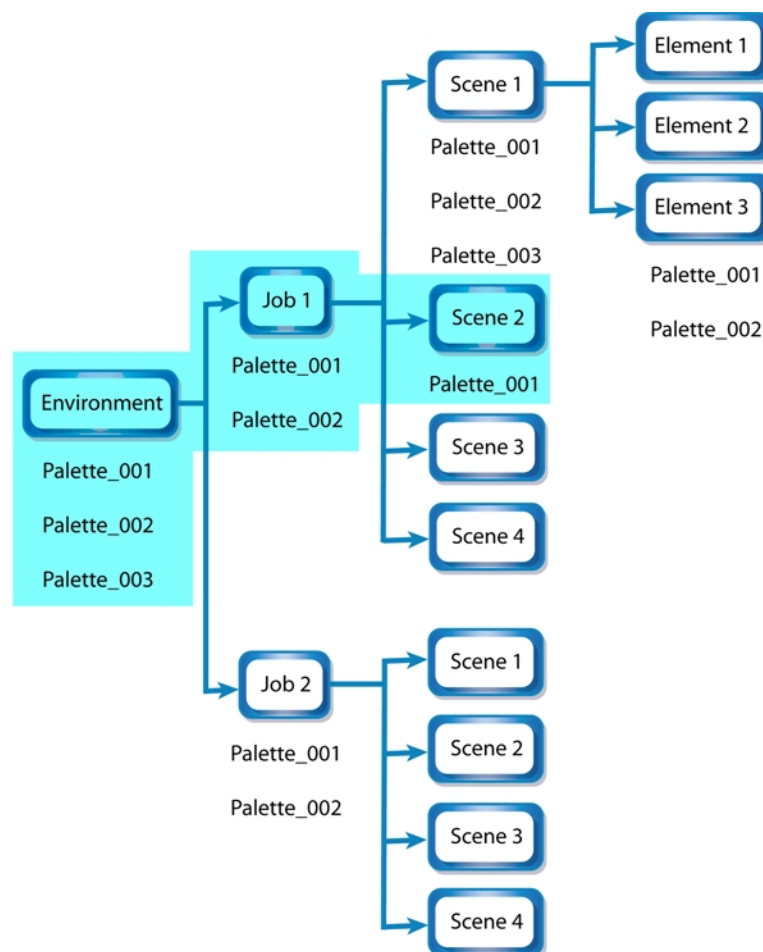 Environment
Palette_001
Palette_002
Palette_003
Job 1
Palette_001
Palette_002
Scene 1
Palette_001
Palette_002
Palette_003
Element 1
Element 2
Element 3
Palette_001
Palette_002
Scene 2
Palette_001
Scene 3
Scene 4
Job 2
Palette_001
Palette_002
Scene 1
Scene 2
Scene 3
Scene 4